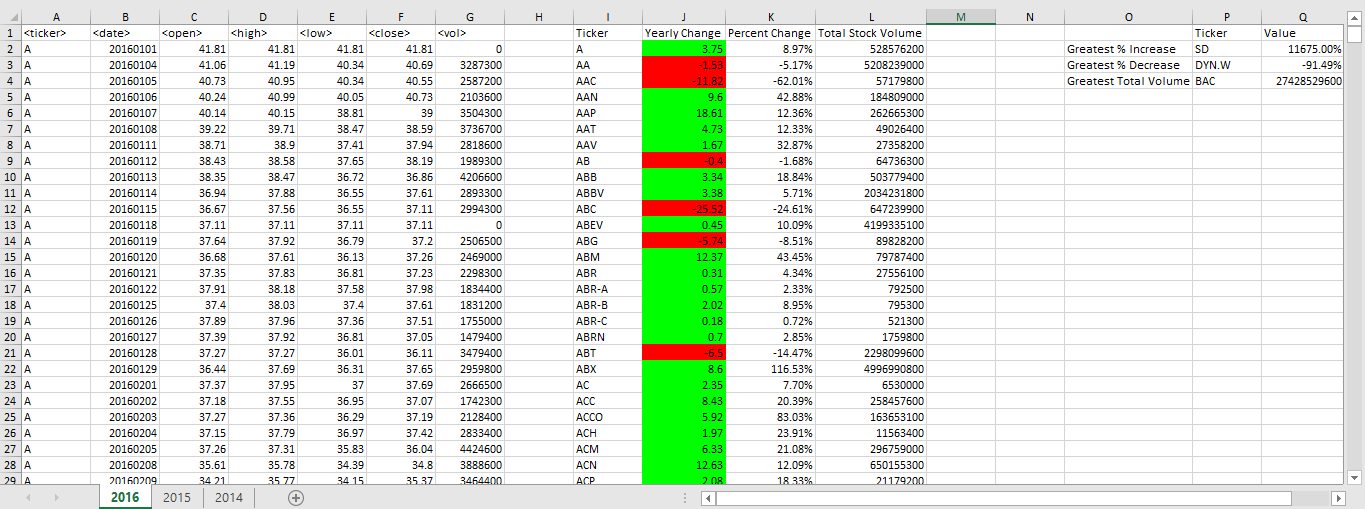 A B C D E F G H I J K L M N O P Q
1 <ticker> <date> <open> <high> <low> <close> <vol> Ticker Yearly Change Percent Change Total Stock Volume Ticker Value
2 A 20160101 41.81 41.81 41.81 41.81 0 A 3.75 8.97% 528576200 Greatest % Increase SD 11675.00%
3 A 20160104 41.06 41.19 40.34 40.69 3287300 AA -1.53 -5.17% 5208239000 Greatest % Decrease DYN.W -91.49%
4 A 20160105 40.73 40.95 40.34 40.55 2587200 AAC -11.82 -62.01% 57179800 Greatest Total Volume BAC 27428529600
5 A 20160106 40.24 40.99 40.05 40.73 2103600 AAN 9.6 42.88% 184809000
6 A 20160107 40.14 40.15 38.81 39 3504300 AAP 18.61 12.36% 262665300
7 A 20160108 39.22 39.71 38.47 38.59 3736700 AAT 4.73 12.33% 49026400
8 A 20160111 38.71 38.9 37.41 37.94 2818600 AAV 1.67 32.87% 27358200
9 A 20160112 38.43 38.58 37.65 38.19 1989300 AB -0.4 -1.68% 64736300
10 A 20160113 38.35 38.47 36.72 36.86 4206600 ABB 3.34 18.84% 503779400
11 A 20160114 36.94 37.88 36.55 37.61 2893300 ABBV 3.38 5.71% 2034231800
12 A 20160115 36.67 37.56 36.55 37.11 2994300 ABC -25.52 -24.61% 647239900
13 A 20160118 37.11 37.11 37.11 37.11 0 ABEV 0.45 10.09% 4199335100
14 A 20160119 37.64 37.92 36.79 37.2 2506500 ABG -5.74 -8.51% 89828200
15 A 20160120 36.68 37.61 36.13 37.26 2469000 ABM 12.37 43.45% 79787400
16 A 20160121 37.35 37.83 36.81 37.23 2298300 ABR 0.31 4.34% 27556100
17 A 20160122 37.91 38.18 37.58 37.98 1834400 ABR-A 0.57 2.33% 792500
18 A 20160125 37.4 38.03 37.4 37.61 1831200 ABR-B 2.02 8.95% 795300
19 A 20160126 37.89 37.96 37.36 37.51 1755000 ABR-C 0.18 0.72% 521300
20 A 20160127 37.39 37.92 36.81 37.05 1479400 ABRN 0.7 2.85% 1759800
21 A 20160128 37.27 37.27 36.01 36.11 3479400 ABT -6.5 -14.47% 2298099600
22 A 20160129 36.44 37.69 36.31 37.65 2959800 ABX 8.6 116.53% 4996990800
23 A 20160201 37.37 37.95 37 37.69 2666500 AC 2.35 7.70% 6530000
24 A 20160202 37.18 37.55 36.95 37.07 1742300 ACC 8.43 20.39% 258457600
25 A 20160203 37.27 37.36 36.29 37.19 2128400 ACCO 5.92 83.03% 163653100
26 A 20160204 37.15 37.79 36.97 37.42 2833400 ACH 1.97 23.91% 11563400
27 A 20160205 37.26 37.31 35.83 36.04 4424600 ACM 6.33 21.08% 296759000
28 A 20160208 35.61 35.78 34.39 34.8 3888600 ACN 12.63 12.09% 650155300
29 A 20160209 34.21 35.77 34.15 35.37 3464400 ACP 2.08 18.33% 21179200
2016 2015 2014